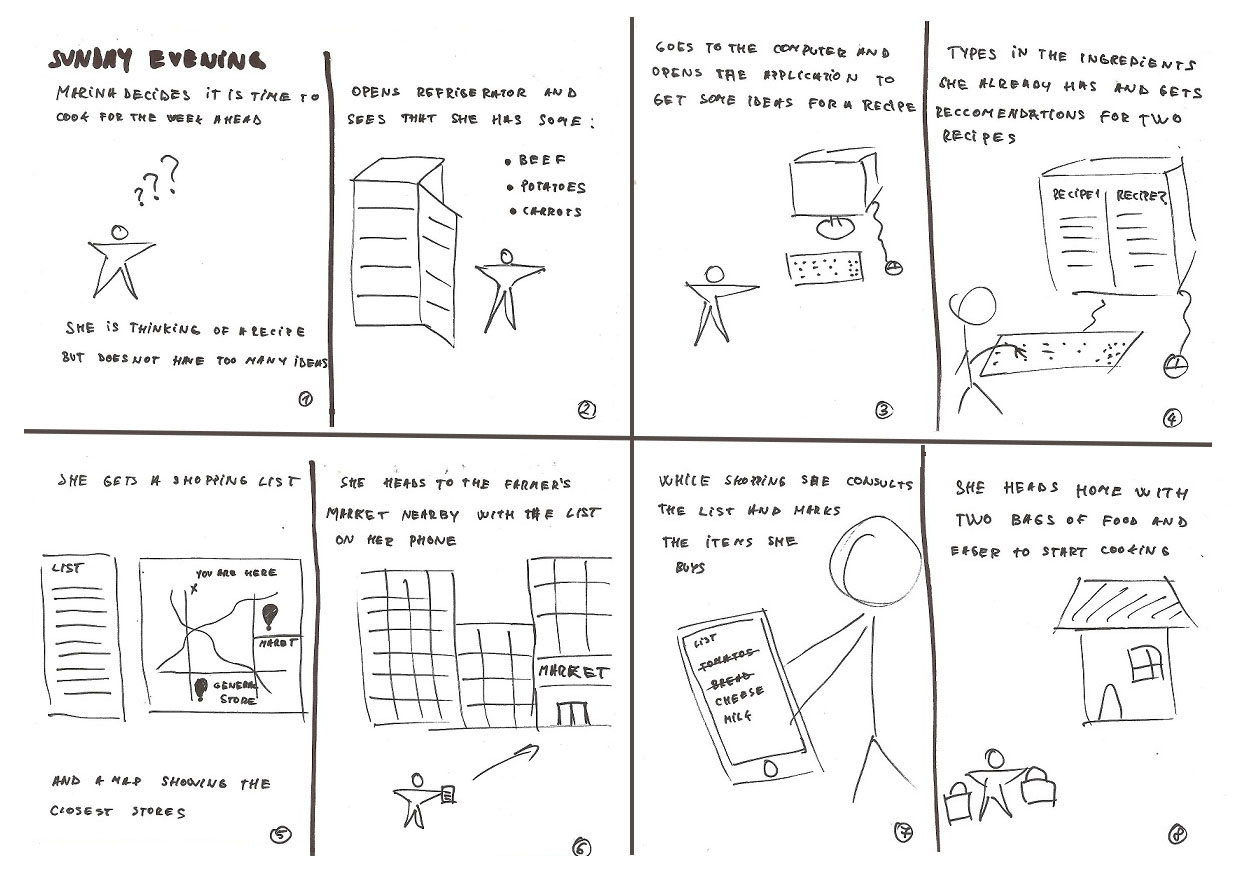 SUNDAY EVENING
MARINA DECIDES IT IS TIME TO
COOK FOR THE WEEK AHEAD
???
SHE IS THINKING OF A RECIPE
BUT DOES NOT HAVE TOO MANY IDEAS
1
OPENS REFRIGERATOR AND
SEES THAT SHE HAS SOME:
• BEEF
• POTATOES
• CARROTS
2
GOES TO THE COMPUTER AND
OPENS THE APPLICATION TO
GET SOME IDEAS FOR A RECIPE
3
TYPES IN THE INGREDIENTS
SHE ALREADY HAS AND GETS
RECCOMENDATIONS FOR TWO
RECIPES
RECIPE1 RECIPE2
4
SHE GETS A SHOPPING LIST
LIST
YOU ARE HERE
X
MARET
GENERAL
STORE
AND A MAP SHOWING THE
CLOSEST STORES
5
SHE HEADS TO THE FARMER'S
MARKET NEARBY WITH THE LIST
ON HER PHONE
MARKET
6
WHILE SHOPPING SHE CONSULTS
THE LIST AND MARKS
THE ITEMS SHE
BUYS
LIST
TOMATOS
BREAD
CHEESE
MILK
7
SHE HEADS HOME WITH
TWO BAGS OF FOOD AND
EAGER TO START COOKING
8